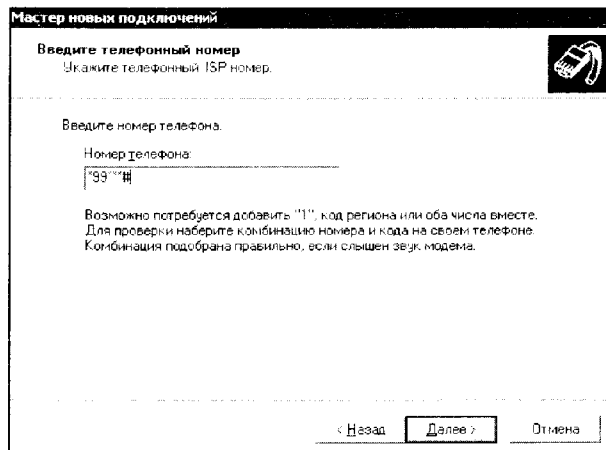 Мастер новых подключений
Введите телефонный номер
Укажите телефонный ISP номер.
Введите номер телефона.
Номер телефона:
*99***#
Возможно потребуется добавить "1", код региона или оба числа вместе.
Для проверки наберите комбинацию номера и кода на своем телефоне.
Комбинация подобрана правильно, если слышен звук модема.
< Назад
Далее >
Отмена